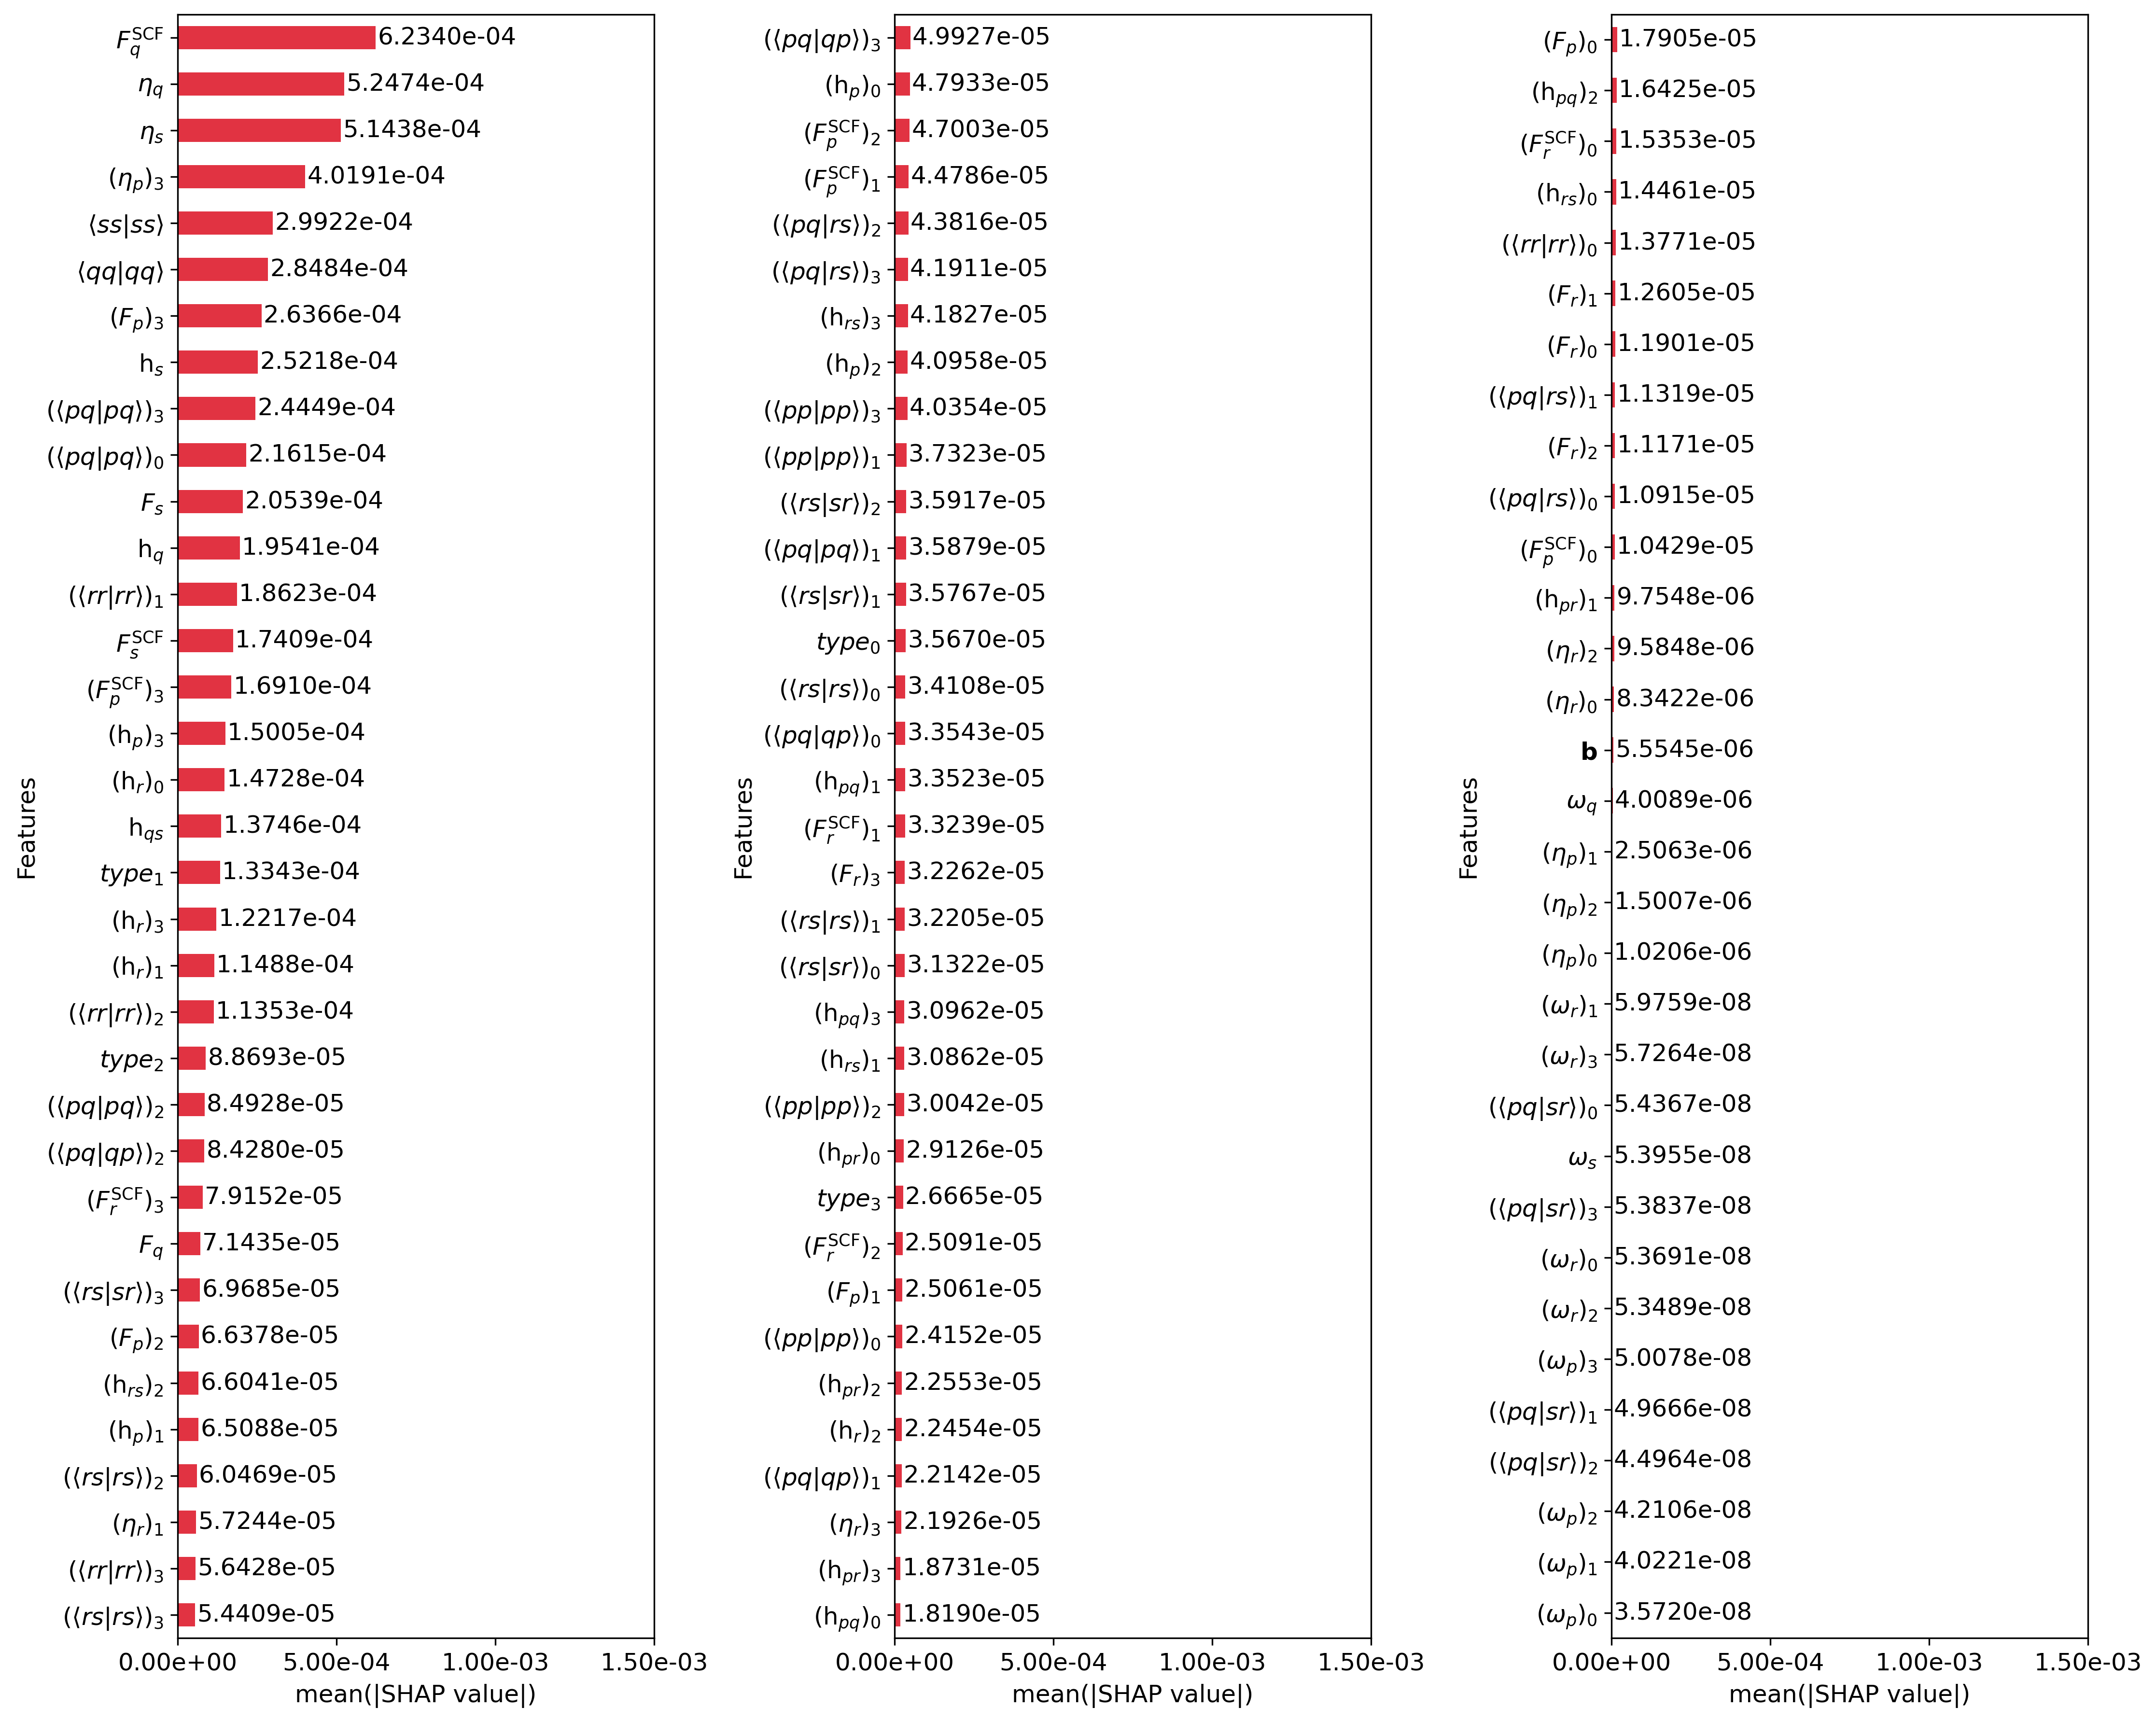 F_q^SCF 6.2340e-04
η_q 5.2474e-04
η_s 5.1438e-04
(η_p)_3 4.0191e-04
⟨ss|ss⟩ 2.9922e-04
⟨qq|qq⟩ 2.8484e-04
(F_p)_3 2.6366e-04
h_s 2.5218e-04
(⟨pq|pq⟩)_3 2.4449e-04
(⟨pq|pq⟩)_0 2.1615e-04
F_s 2.0539e-04
h_q 1.9541e-04
(⟨rr|rr⟩)_1 1.8623e-04
F_s^SCF 1.7409e-04
(F_p^SCF)_3 1.6910e-04
(h_p)_3 1.5005e-04
(h_r)_0 1.4728e-04
h_qs 1.3746e-04
type_1 1.3343e-04
(h_r)_3 1.2217e-04
(h_r)_1 1.1488e-04
(⟨rr|rr⟩)_2 1.1353e-04
type_2 8.8693e-05
(⟨pq|pq⟩)_2 8.4928e-05
(⟨pq|qp⟩)_2 8.4280e-05
(F_r^SCF)_3 7.9152e-05
F_q 7.1435e-05
(⟨rs|sr⟩)_3 6.9685e-05
(F_p)_2 6.6378e-05
(h_rs)_2 6.6041e-05
(h_p)_1 6.5088e-05
(⟨rs|rs⟩)_2 6.0469e-05
(η_r)_1 5.7244e-05
(⟨rr|rr⟩)_3 5.6428e-05
(⟨rs|rs⟩)_3 5.4409e-05
0.00e+00 5.00e-04 1.00e-03 1.50e-03
mean(|SHAP value|)
Features
(⟨pq|qp⟩)_3 4.9927e-05
(h_p)_0 4.7933e-05
(F_p^SCF)_2 4.7003e-05
(F_p^SCF)_1 4.4786e-05
(⟨pq|rs⟩)_2 4.3816e-05
(⟨pq|rs⟩)_3 4.1911e-05
(h_rs)_3 4.1827e-05
(h_p)_2 4.0958e-05
(⟨pp|pp⟩)_3 4.0354e-05
(⟨pp|pp⟩)_1 3.7323e-05
(⟨rs|sr⟩)_2 3.5917e-05
(⟨pq|pq⟩)_1 3.5879e-05
(⟨rs|sr⟩)_1 3.5767e-05
type_0 3.5670e-05
(⟨rs|rs⟩)_0 3.4108e-05
(⟨pq|qp⟩)_0 3.3543e-05
(h_pq)_1 3.3523e-05
(F_r^SCF)_1 3.3239e-05
(F_r)_3 3.2262e-05
(⟨rs|rs⟩)_1 3.2205e-05
(⟨rs|sr⟩)_0 3.1322e-05
(h_pq)_3 3.0962e-05
(h_rs)_1 3.0862e-05
(⟨pp|pp⟩)_2 3.0042e-05
(h_pr)_0 2.9126e-05
type_3 2.6665e-05
(F_r^SCF)_2 2.5091e-05
(F_p)_1 2.5061e-05
(⟨pp|pp⟩)_0 2.4152e-05
(h_pr)_2 2.2553e-05
(h_r)_2 2.2454e-05
(⟨pq|qp⟩)_1 2.2142e-05
(η_r)_3 2.1926e-05
(h_pr)_3 1.8731e-05
(h_pq)_0 1.8190e-05
0.00e+00 5.00e-04 1.00e-03 1.50e-03
mean(|SHAP value|)
Features
(F_p)_0 1.7905e-05
(h_pq)_2 1.6425e-05
(F_r^SCF)_0 1.5353e-05
(h_rs)_0 1.4461e-05
(⟨rr|rr⟩)_0 1.3771e-05
(F_r)_1 1.2605e-05
(F_r)_0 1.1901e-05
(⟨pq|rs⟩)_1 1.1319e-05
(F_r)_2 1.1171e-05
(⟨pq|rs⟩)_0 1.0915e-05
(F_p^SCF)_0 1.0429e-05
(h_pr)_1 9.7548e-06
(η_r)_2 9.5848e-06
(η_r)_0 8.3422e-06
b 5.5545e-06
ω_q 4.0089e-06
(η_p)_1 2.5063e-06
(η_p)_2 1.5007e-06
(η_p)_0 1.0206e-06
(ω_r)_1 5.9759e-08
(ω_r)_3 5.7264e-08
(⟨pq|sr⟩)_0 5.4367e-08
ω_s 5.3955e-08
(⟨pq|sr⟩)_3 5.3837e-08
(ω_r)_0 5.3691e-08
(ω_r)_2 5.3489e-08
(ω_p)_3 5.0078e-08
(⟨pq|sr⟩)_1 4.9666e-08
(⟨pq|sr⟩)_2 4.4964e-08
(ω_p)_2 4.2106e-08
(ω_p)_1 4.0221e-08
(ω_p)_0 3.5720e-08
0.00e+00 5.00e-04 1.00e-03 1.50e-03
mean(|SHAP value|)
Features